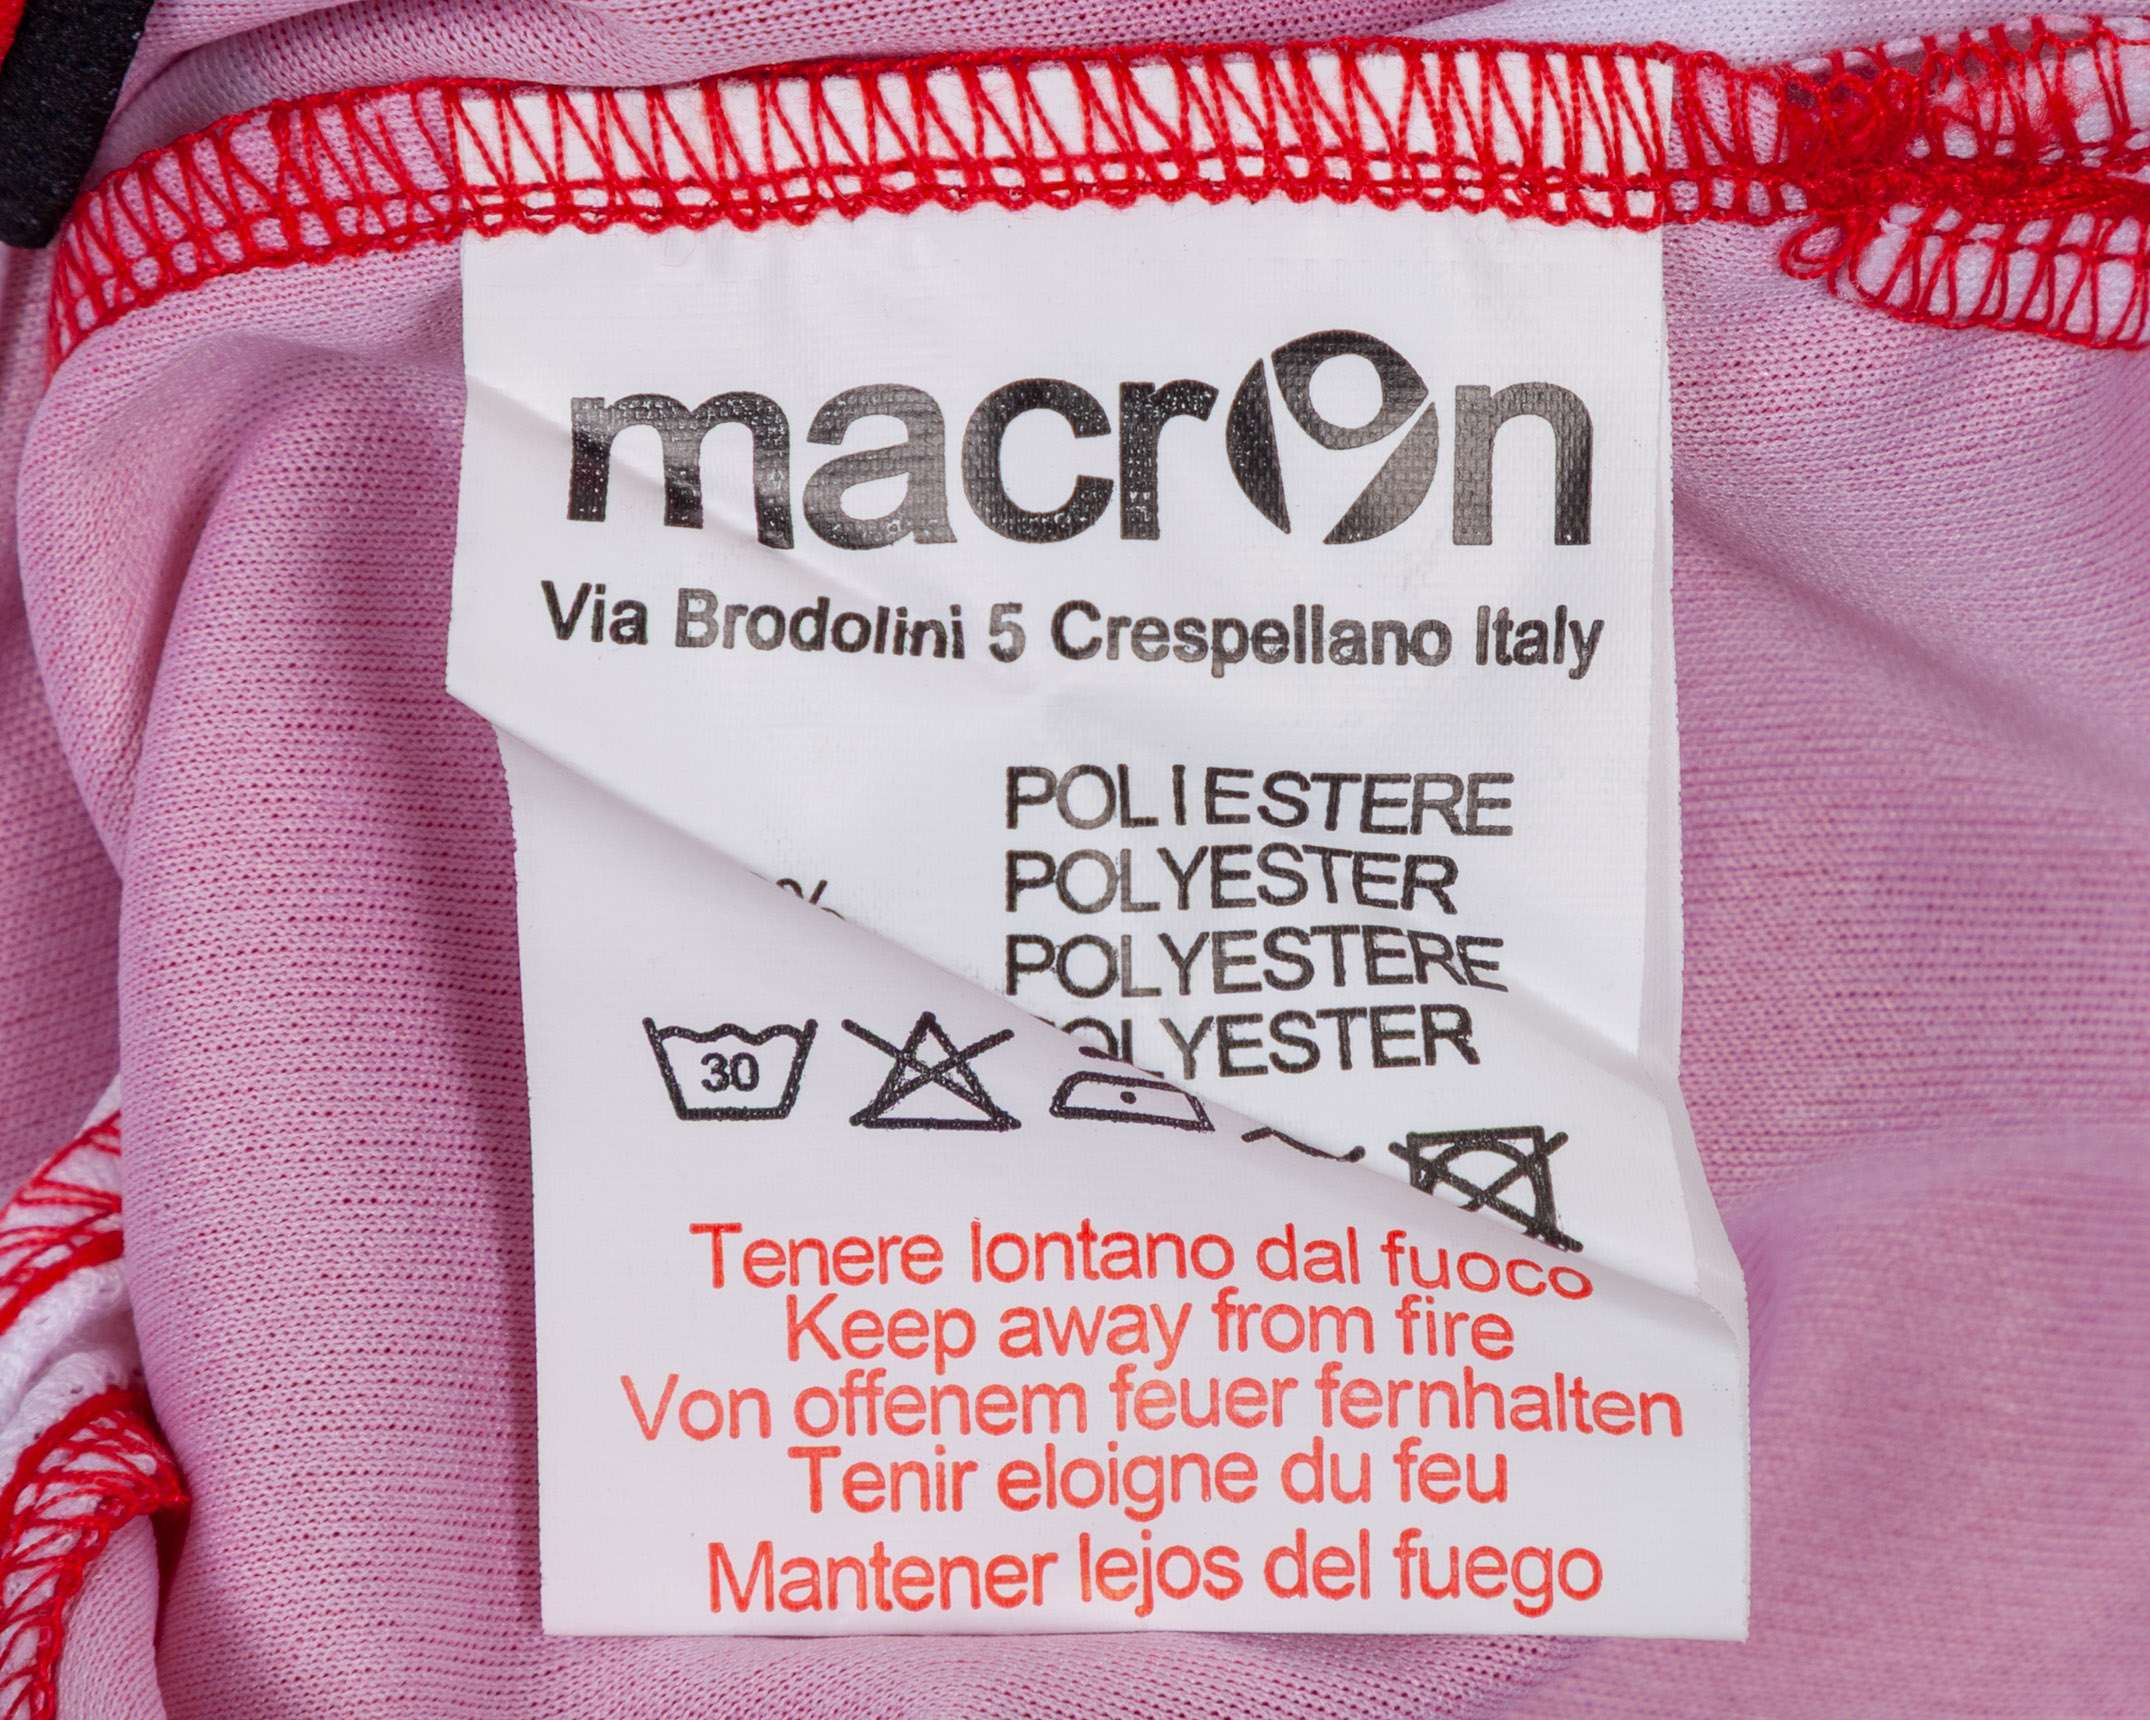 macron
Via Brodolini 5 Crespellano Italy
POLIESTERE
POLYESTER
% POLYESTERE
POLYESTER
30
Tenere lontano dal fuoco
Keep away from fire
Von offenem feuer fernhalten
Tenir eloigne du feu
Mantener lejos del fuego